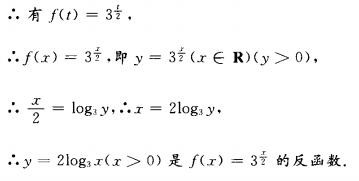 ∴ 有 f(t) = 3^{t/2},
∴ f(x) = 3^{x/2}, 即 y = 3^{x/2} (x ∈ R)(y > 0),
∴ x/2 = log₃ y, ∴ x = 2log₃ y,
∴ y = 2log₃ x(x > 0) 是 f(x) = 3^{x/2} 的反函数.